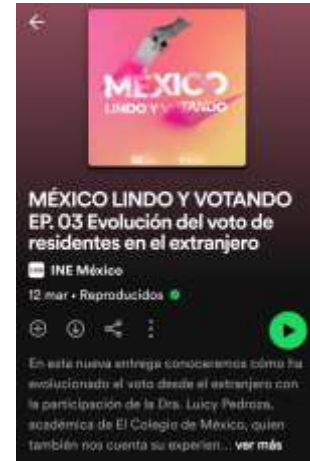 MÉXICO
LINDO Y VOTANDO
MÉXICO LINDO Y VOTANDO
EP. 03 Evolución del voto de
residentes en el extranjero
INE México
12 mar • Reproducidos
En esta nueva entrega conoceremos cómo ha
evolucionado el voto desde el extranjero con
la participación de la Dra. Luicy Pedroza,
académica de El Colegio de México, quien
también nos cuenta su experien... ver más